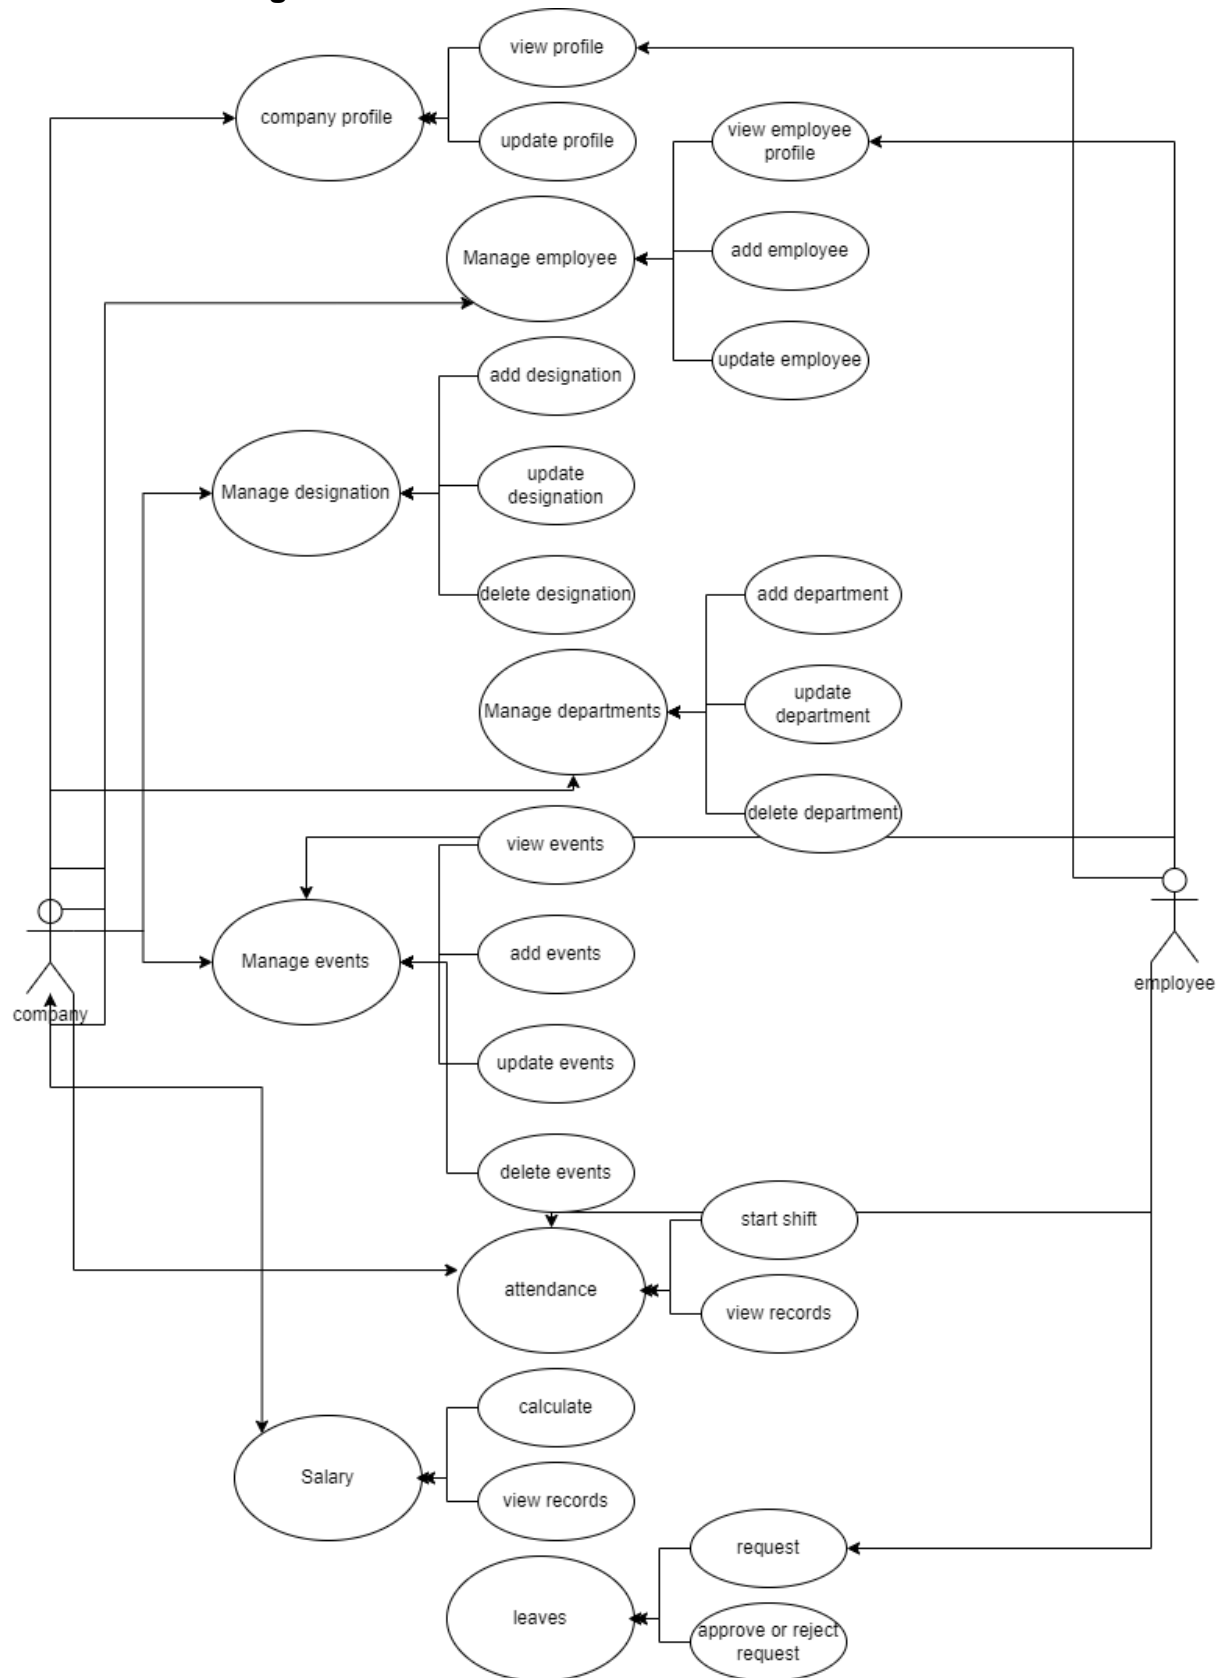 view profile
company profile
update profile
view employee
profile
add employee
Manage employee
update employee
add designation
update
designation
Manage designation
delete designation
add department
update
department
Manage departments
delete department
view events
add events
Manage events
employee
company
update events
delete events
start shift
attendance
view records
calculate
Salary
view records
request
leaves
approve or reject
request